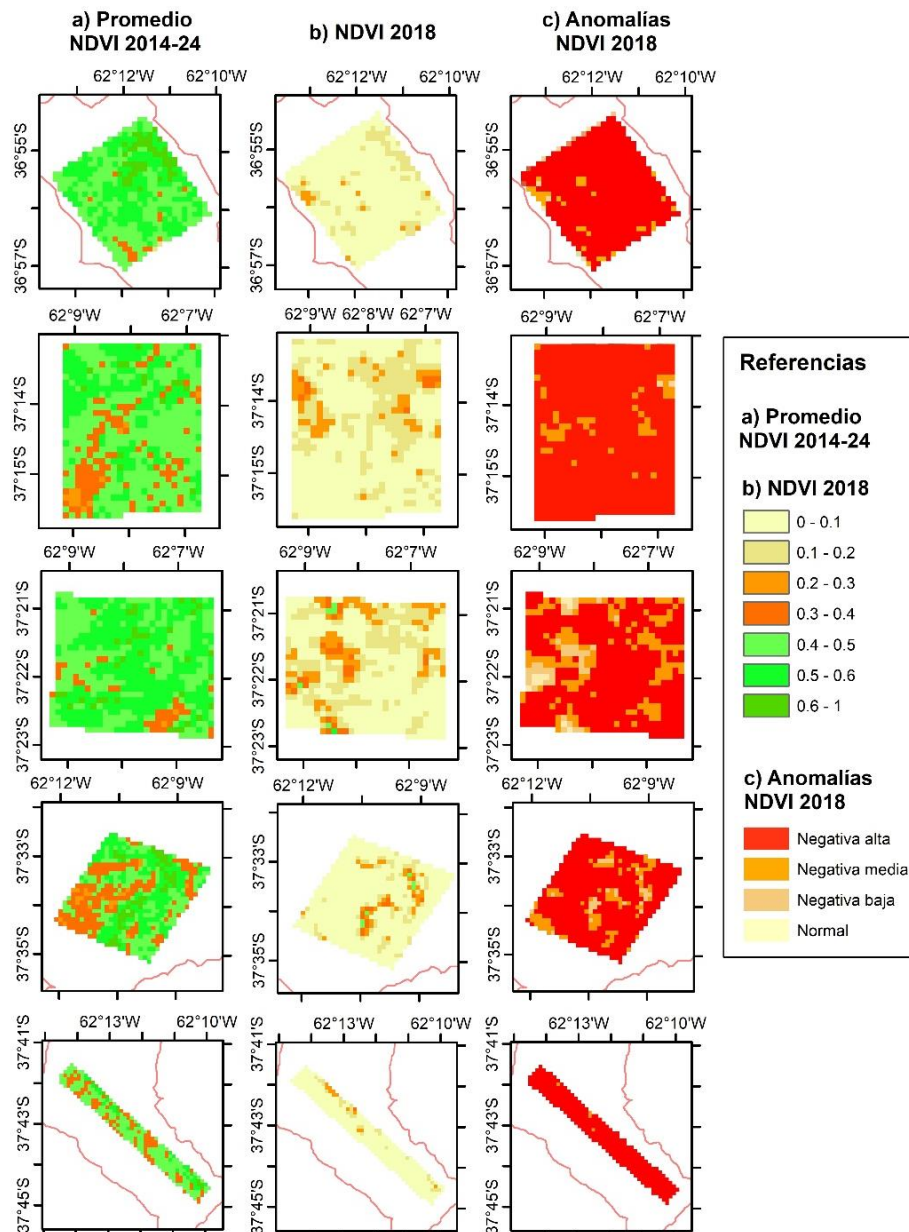 a) Promedio
NDVI 2014-24
b) NDVI 2018
c) Anomalías
NDVI 2018
62°12'W 62°10'W
62°12'W 62°10'W
62°12'W 62°10'W
36°55'S
36°57'S
36°55'S
36°57'S
36°55'S
36°57'S
62°9'W 62°7'W
62°9'W 62°8'W 62°7'W
62°9'W 62°7'W
37°14'S
37°15'S
37°14'S
37°15'S
37°14'S
37°15'S
62°9'W 62°7'W
62°9'W 62°7'W
62°9'W 62°7'W
37°21'S
37°22'S
37°23'S
37°21'S
37°22'S
37°23'S
37°21'S
37°22'S
37°23'S
62°12'W 62°9'W
62°12'W 62°9'W
62°12'W 62°9'W
37°33'S
37°35'S
37°33'S
37°35'S
37°33'S
37°35'S
62°13'W 62°10'W
62°13'W 62°10'W
62°13'W 62°10'W
37°41'S
37°43'S
37°45'S
37°41'S
37°43'S
37°45'S
37°41'S
37°43'S
37°45'S
Referencias
a) Promedio
NDVI 2014-24
b) NDVI 2018
0 - 0.1
0.1 - 0.2
0.2 - 0.3
0.3 - 0.4
0.4 - 0.5
0.5 - 0.6
0.6 - 1
c) Anomalías
NDVI 2018
Negativa alta
Negativa media
Negativa baja
Normal